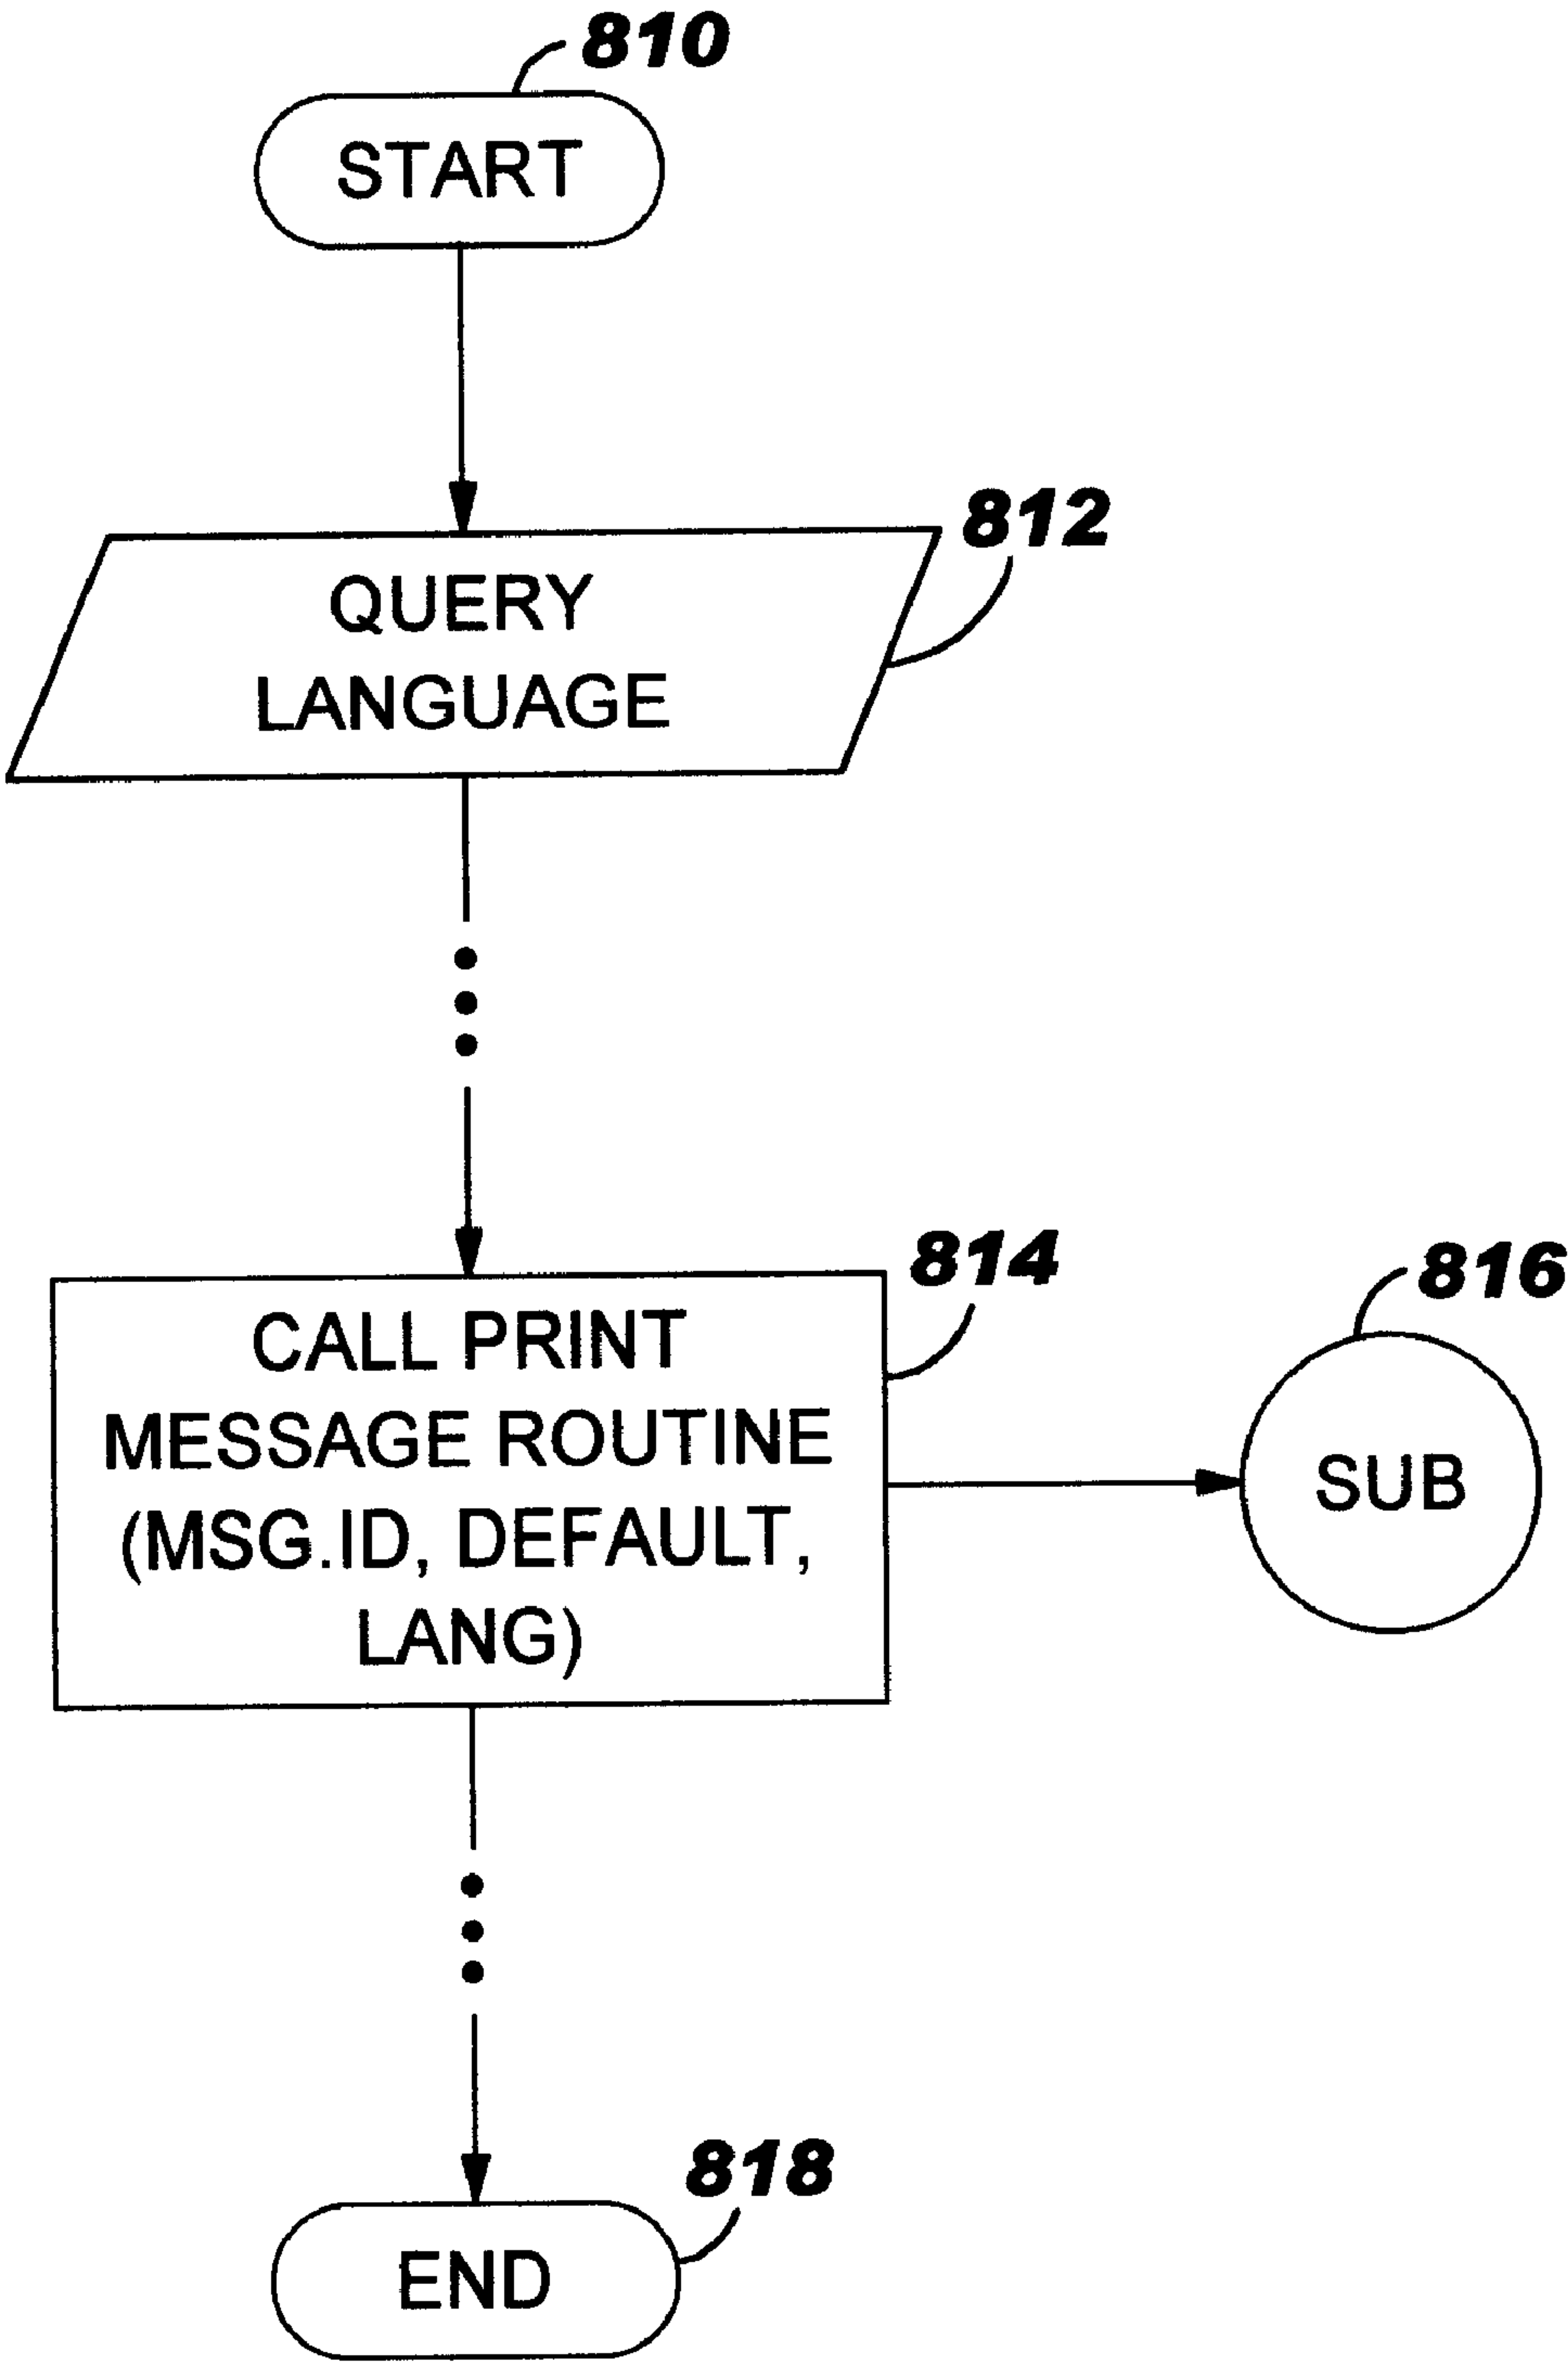 810
START
812
QUERY
LANGUAGE
814
CALL PRINT
MESSAGE ROUTINE
(MSG.ID, DEFAULT,
LANG)
816
SUB
818
END